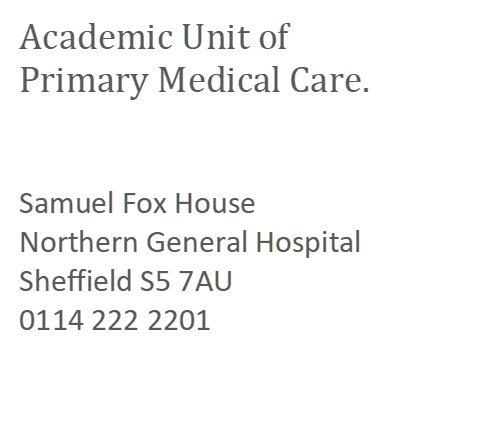 Academic Unit of
Primary Medical Care.
Samuel Fox House
Northern General Hospital
Sheffield S5 7AU
0114 222 2201